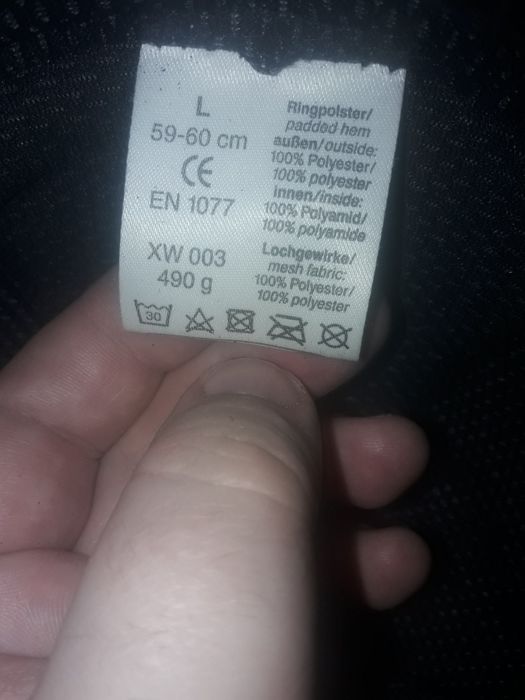 L
59-60 cm
CE
EN 1077
XW 003
490 g
30
Ringpolster/
padded hem
außen/outside:
100% Polyester/
100% polyester
innen/inside:
100% Polyamid/
100% polyamide
Lochgewirke/
mesh fabric:
100% Polyester/
100% polyester